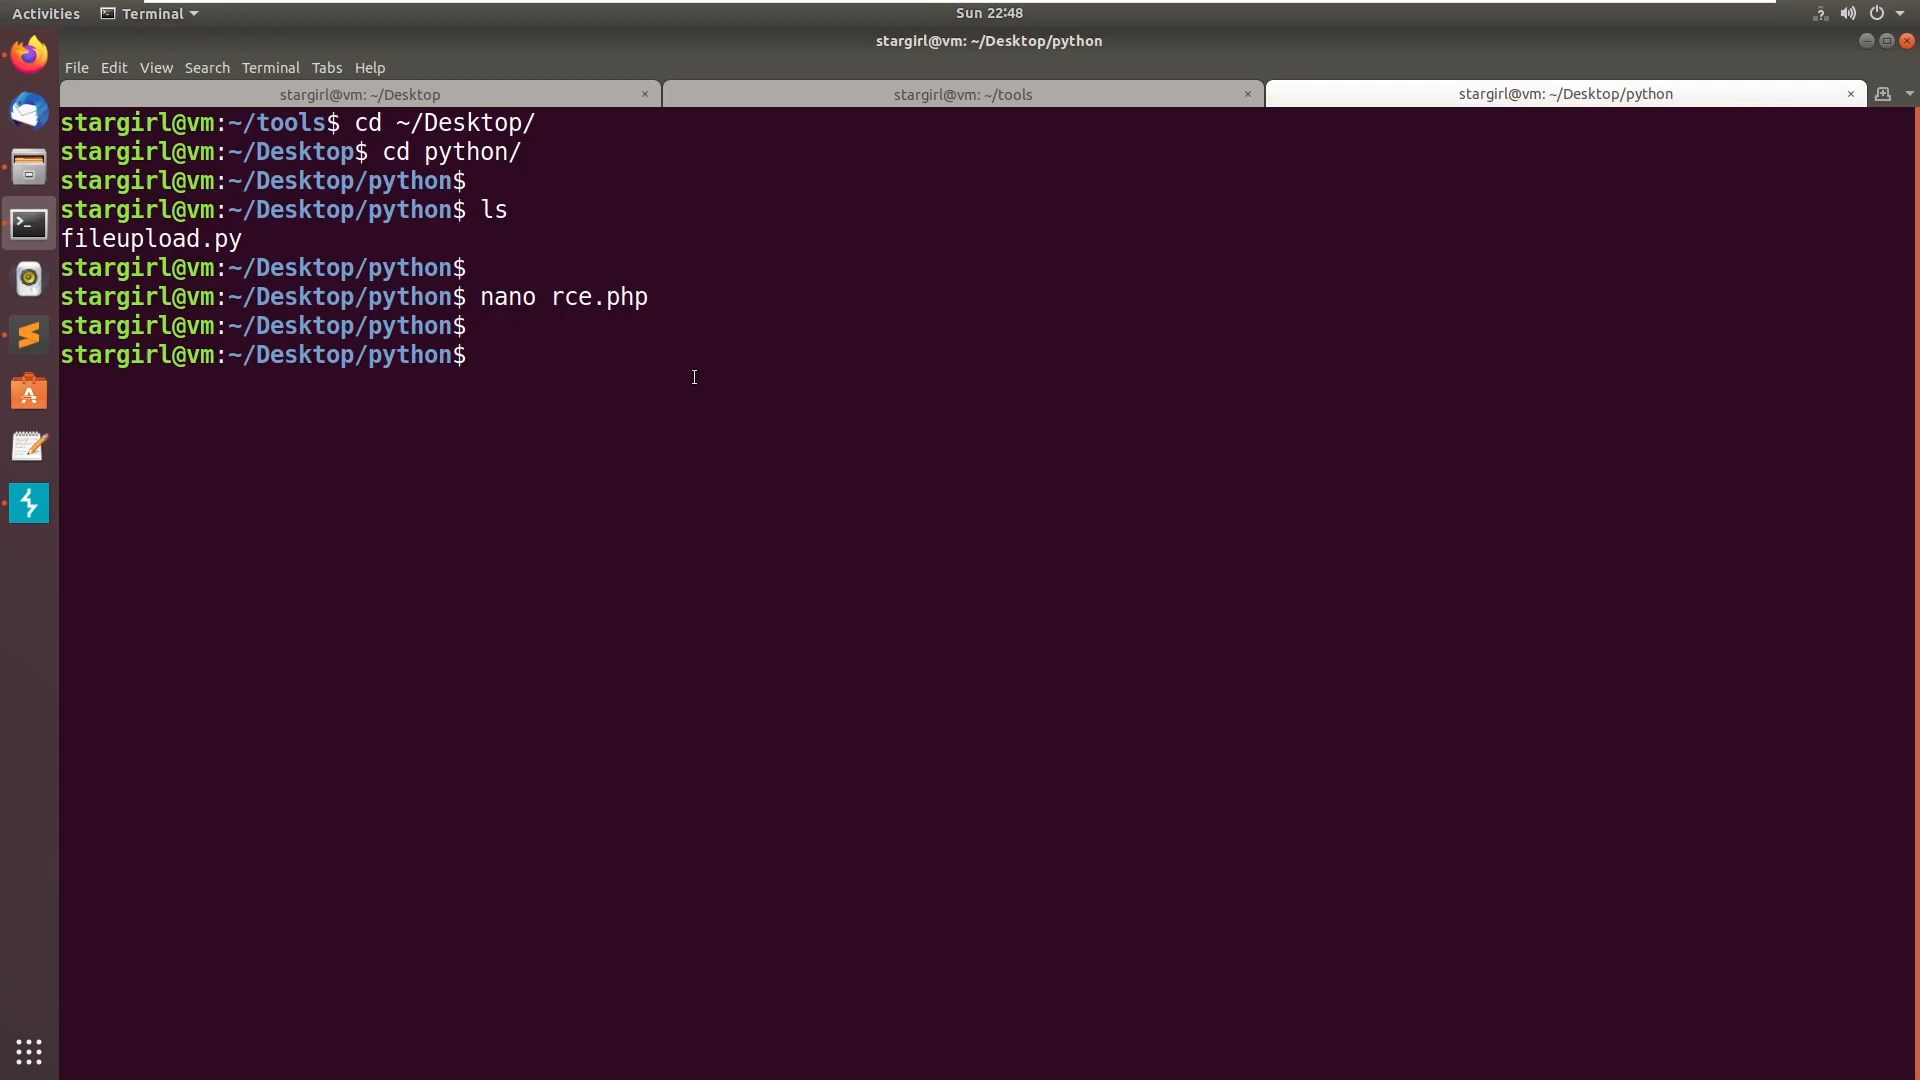 Activities Terminal Sun 22:48
stargirl@vm: ~/Desktop/python
File Edit View Search Terminal Tabs Help
stargirl@vm: ~/Desktop × stargirl@vm: ~/tools × stargirl@vm: ~/Desktop/python ×
stargirl@vm:~/tools$ cd ~/Desktop/
stargirl@vm:~/Desktop$ cd python/
stargirl@vm:~/Desktop/python$
stargirl@vm:~/Desktop/python$ ls
fileupload.py
stargirl@vm:~/Desktop/python$
stargirl@vm:~/Desktop/python$ nano rce.php
stargirl@vm:~/Desktop/python$
stargirl@vm:~/Desktop/python$